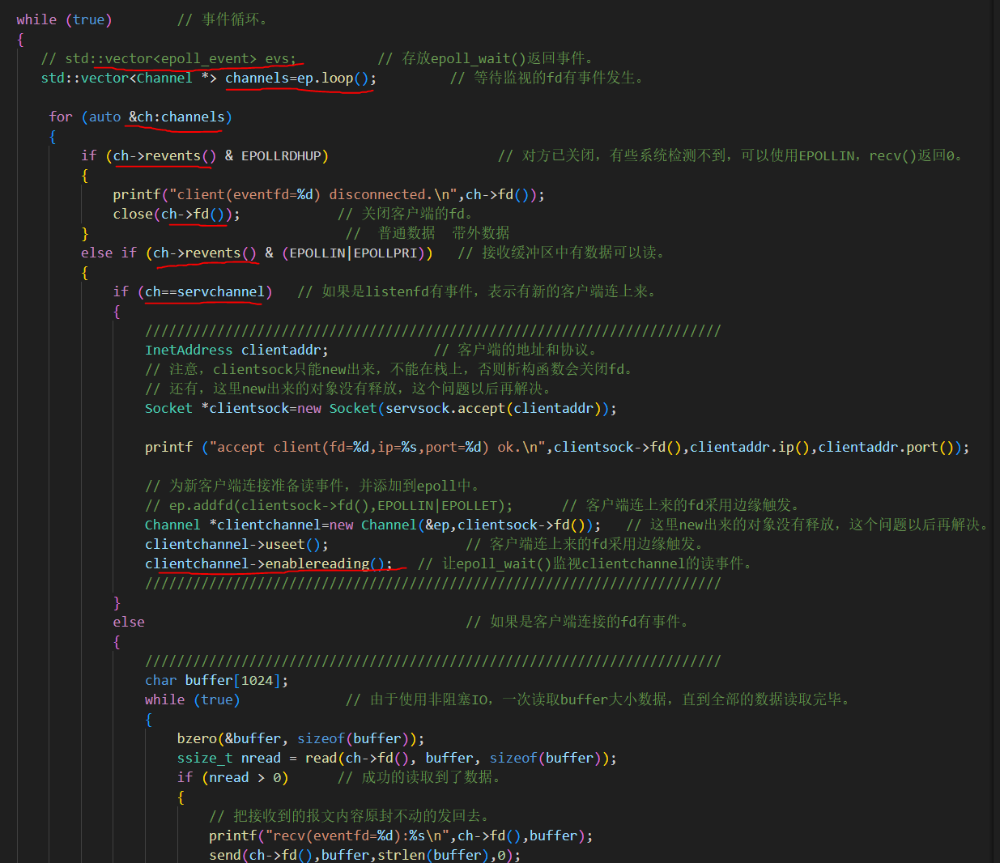 while (true)        // 事件循环。
{
// std::vector<epoll_event> evs;          // 存放epoll_wait()返回事件。
std::vector<Channel *> channels=ep.loop();         // 等待监视的fd有事件发生。
for (auto &ch:channels)
{
if (ch->revents() & EPOLLRDHUP)                     // 对方已关闭，有些系统检测不到，可以使用EPOLLIN，recv()返回0。
{
printf("client(eventfd=%d) disconnected.\n",ch->fd());
close(ch->fd());            // 关闭客户端的fd。
}                                //  普通数据  带外数据
else if (ch->revents() & (EPOLLIN|EPOLLPRI))   // 接收缓冲区中有数据可以读。
{
if (ch==servchannel)   // 如果是listenfd有事件，表示有新的客户端连上来。
{
////////////////////////////////////////////////////////////////////////
InetAddress clientaddr;             // 客户端的地址和协议。
// 注意，clientsock只能new出来，不能在栈上，否则析构函数会关闭fd。
// 还有，这里new出来的对象没有释放，这个问题以后再解决。
Socket *clientsock=new Socket(servsock.accept(clientaddr));
printf ("accept client(fd=%d,ip=%s,port=%d) ok.\n",clientsock->fd(),clientaddr.ip(),clientaddr.port());
// 为新客户端连接准备读事件，并添加到epoll中。
// ep.addfd(clientsock->fd(),EPOLLIN|EPOLLET);      // 客户端连上来的fd采用边缘触发。
Channel *clientchannel=new Channel(&ep,clientsock->fd());   // 这里new出来的对象没有释放，这个问题以后再解决。
clientchannel->useet();                 // 客户端连上来的fd采用边缘触发。
clientchannel->enablereading();   // 让epoll_wait()监视clientchannel的读事件。
////////////////////////////////////////////////////////////////////////
}
else                                        // 如果是客户端连接的fd有事件。
{
////////////////////////////////////////////////////////////////////////
char buffer[1024];
while (true)             // 由于使用非阻塞IO，一次读取buffer大小数据，直到全部的数据读取完毕。
{
bzero(&buffer, sizeof(buffer));
ssize_t nread = read(ch->fd(), buffer, sizeof(buffer));
if (nread > 0)      // 成功的读取到了数据。
{
// 把接收到的报文内容原封不动的发回去。
printf("recv(eventfd=%d):%s\n",ch->fd(),buffer);
send(ch->fd(),buffer,strlen(buffer),0);